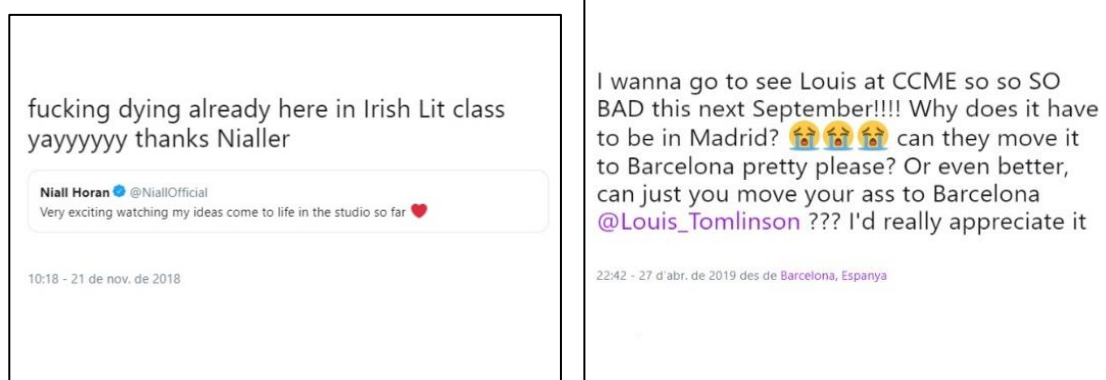 fucking dying already here in Irish Lit class
yayyyyyy thanks Nialler
Niall Horan @NiallOfficial
Very exciting watching my ideas come to life in the studio so far ❤️
10:18 - 21 de nov. de 2018
I wanna go to see Louis at CCME so so SO
BAD this next September!!!! Why does it have
to be in Madrid? 😭😭😭 can they move it
to Barcelona pretty please? Or even better,
can just you move your ass to Barcelona
@Louis_Tomlinson ??? I'd really appreciate it
22:42 - 27 d'abr. de 2019 des de Barcelona, Espanya